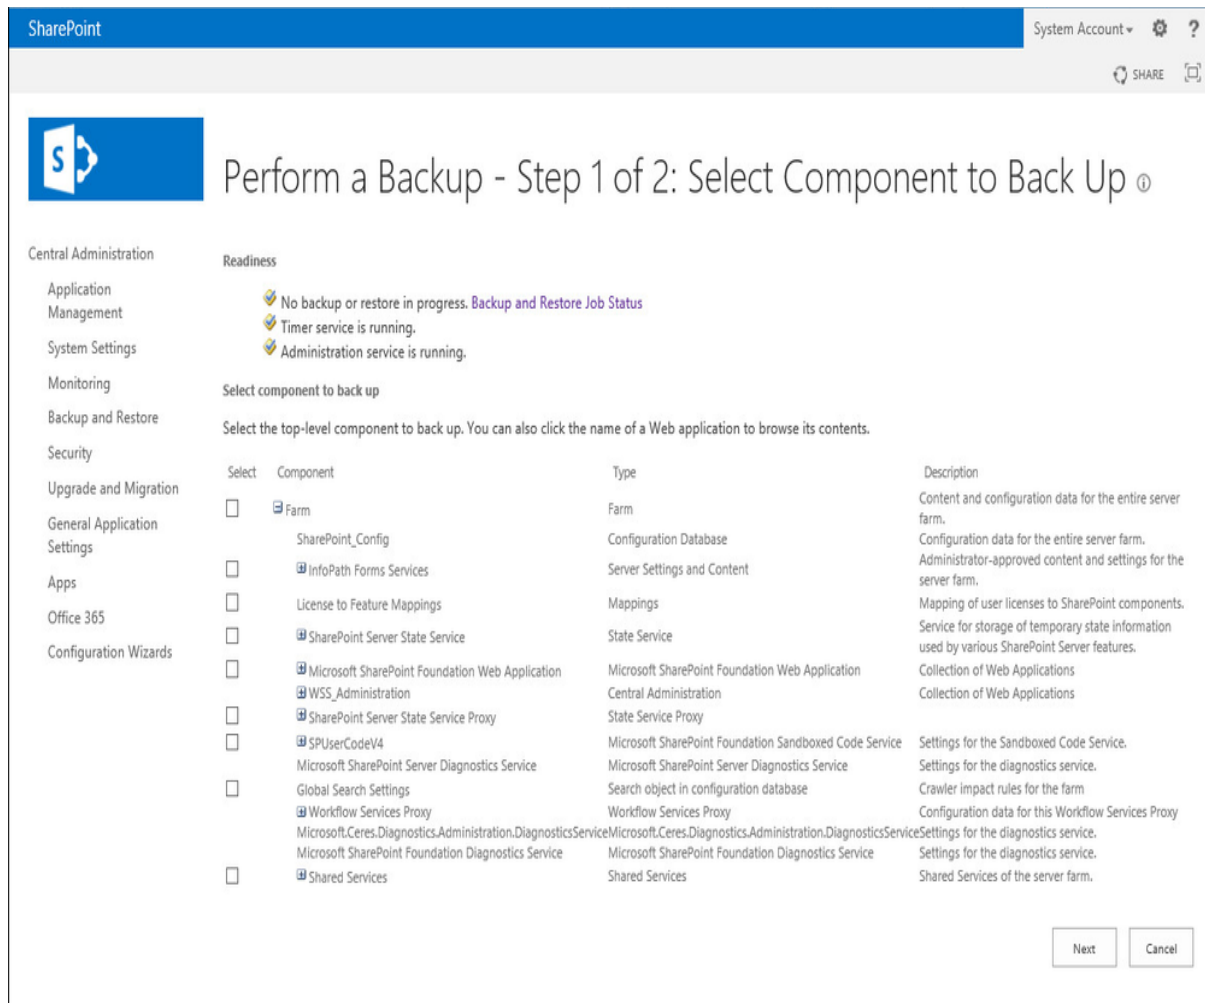 SharePoint
System Account
?
SHARE
S
Perform a Backup - Step 1 of 2: Select Component to Back Up
Central Administration
Application
Management
System Settings
Monitoring
Backup and Restore
Security
Upgrade and Migration
General Application
Settings
Apps
Office 365
Configuration Wizards
Readiness
No backup or restore in progress. Backup and Restore Job Status
Timer service is running.
Administration service is running.
Select component to back up
Select the top-level component to back up. You can also click the name of a Web application to browse its contents.
Select Component Type Description
Farm Farm Content and configuration data for the entire server
farm.
SharePoint_Config Configuration Database Configuration data for the entire server farm.
InfoPath Forms Services Server Settings and Content Administrator-approved content and settings for the
server farm.
License to Feature Mappings Mappings Mapping of user licenses to SharePoint components.
SharePoint Server State Service State Service Service for storage of temporary state information
used by various SharePoint Server features.
Microsoft SharePoint Foundation Web Application Microsoft SharePoint Foundation Web Application Collection of Web Applications
WSS_Administration Central Administration Collection of Web Applications
SharePoint Server State Service Proxy State Service Proxy
SPUserCodeV4 Microsoft SharePoint Foundation Sandboxed Code Service Settings for the Sandboxed Code Service.
Microsoft SharePoint Server Diagnostics Service Microsoft SharePoint Server Diagnostics Service Settings for the diagnostics service.
Global Search Settings Search object in configuration database Crawler impact rules for the farm
Workflow Services Proxy Workflow Services Proxy Configuration data for this Workflow Services Proxy
Microsoft.Ceres.Diagnostics.Administration.DiagnosticsService Microsoft.Ceres.Diagnostics.Administration.DiagnosticsService Settings for the diagnostics service.
Microsoft SharePoint Foundation Diagnostics Service Microsoft SharePoint Foundation Diagnostics Service Settings for the diagnostics service.
Shared Services Shared Services Shared Services of the server farm.
Next Cancel